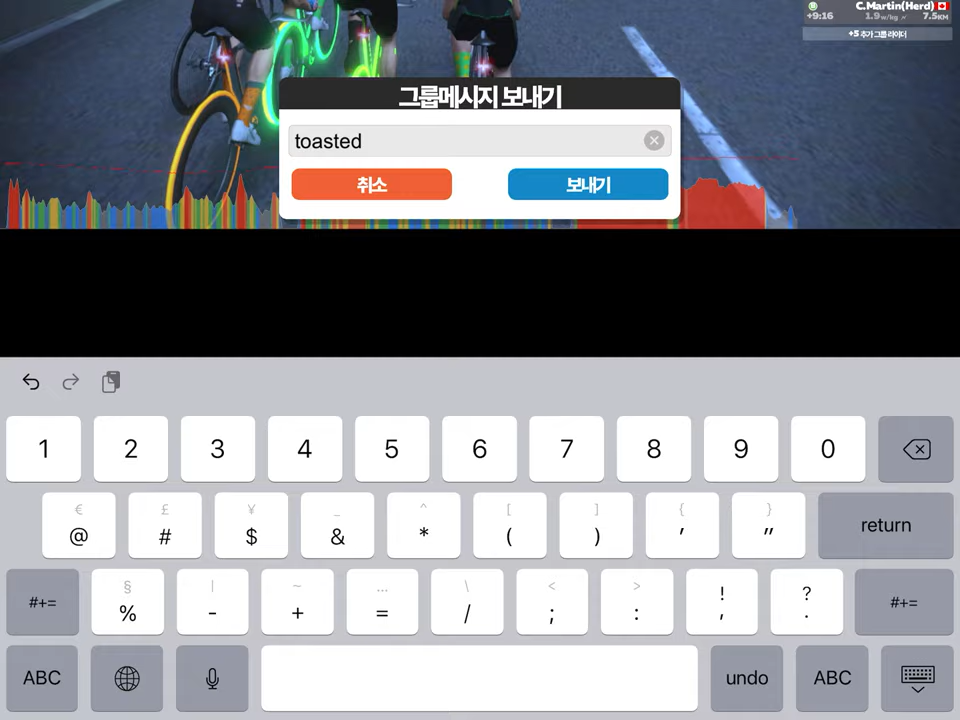 C.Martin(Herd)
+9:16 1.9w/kg 7.5KM
+5 추가 그룹 라이더
그룹메시지 보내기
toasted
취소 보내기
1 2 3 4 5 6 7 8 9 0
€ £ ¥ _ ^ [ ] { }
@ # $ & * ( ) ' " return
§ | ~ … \ < > ! ?
#+= % - + = / ; : , . #+=
ABC undo ABC